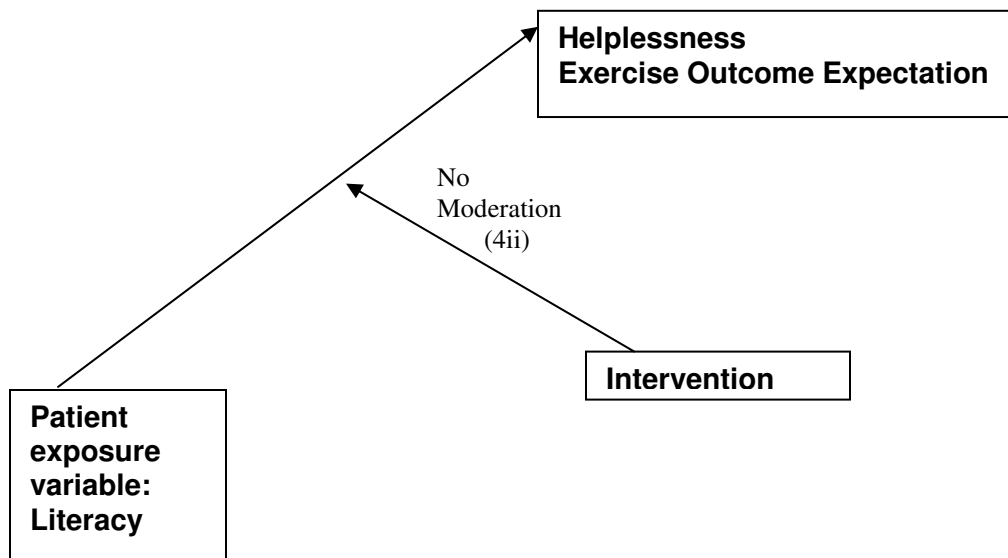 Helplessness
Exercise Outcome Expectation
No
Moderation
(4ii)
Intervention
Patient
exposure
variable:
Literacy